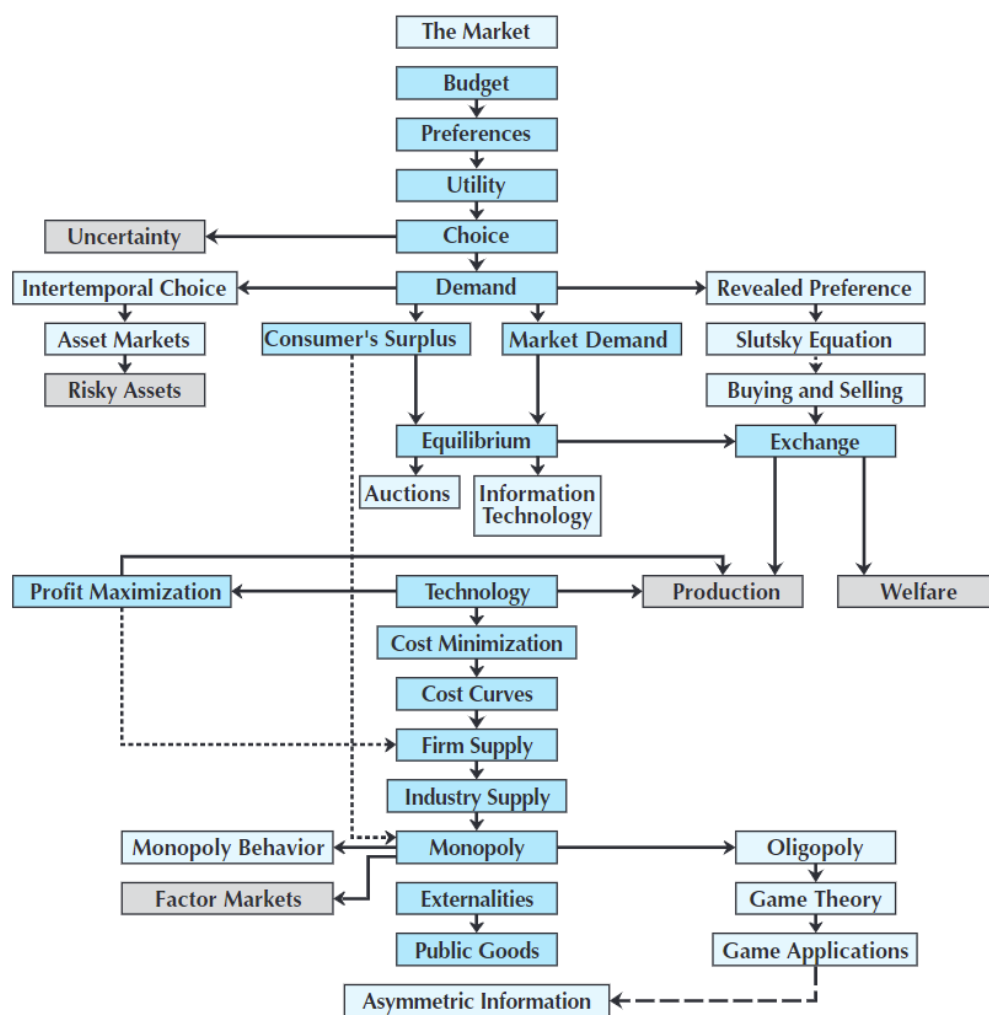 The Market
Budget
Preferences
Utility
Uncertainty
Choice
Intertemporal Choice
Demand
Revealed Preference
Asset Markets
Consumer's Surplus
Market Demand
Slutsky Equation
Risky Assets
Buying and Selling
Equilibrium
Exchange
Auctions
Information
Technology
Profit Maximization
Technology
Production
Welfare
Cost Minimization
Cost Curves
Firm Supply
Industry Supply
Monopoly Behavior
Monopoly
Oligopoly
Factor Markets
Externalities
Game Theory
Public Goods
Game Applications
Asymmetric Information